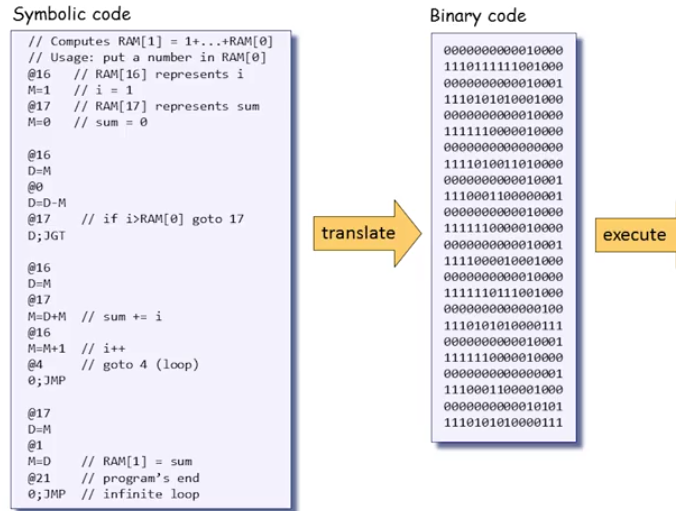 Symbolic code
// Computes RAM[1] = 1+...+RAM[0]
// Usage: put a number in RAM[0]
@16 // RAM[16] represents i
M=1 // i = 1
@17 // RAM[17] represents sum
M=0 // sum = 0
@16
D=M
@0
D=D-M
@17 // if i>RAM[0] goto 17
D;JGT
@16
D=M
@17
M=D+M // sum += i
@16
M=M+1 // i++
@4 // goto 4 (loop)
0;JMP
@17
D=M
@1
M=D // RAM[1] = sum
@21 // program's end
0;JMP // infinite loop
translate
Binary code
0000000000010000
1110111111001000
0000000000010001
1110101010001000
0000000000010000
1111110000010000
0000000000000000
1111010011010000
0000000000010001
1110001100000001
0000000000010000
1111110000010000
0000000000010001
1111000010001000
0000000000010000
1111110111001000
0000000000000100
1110101010000111
0000000000010001
1111110000010000
0000000000000001
1110001100001000
0000000000010101
1110101010000111
execute